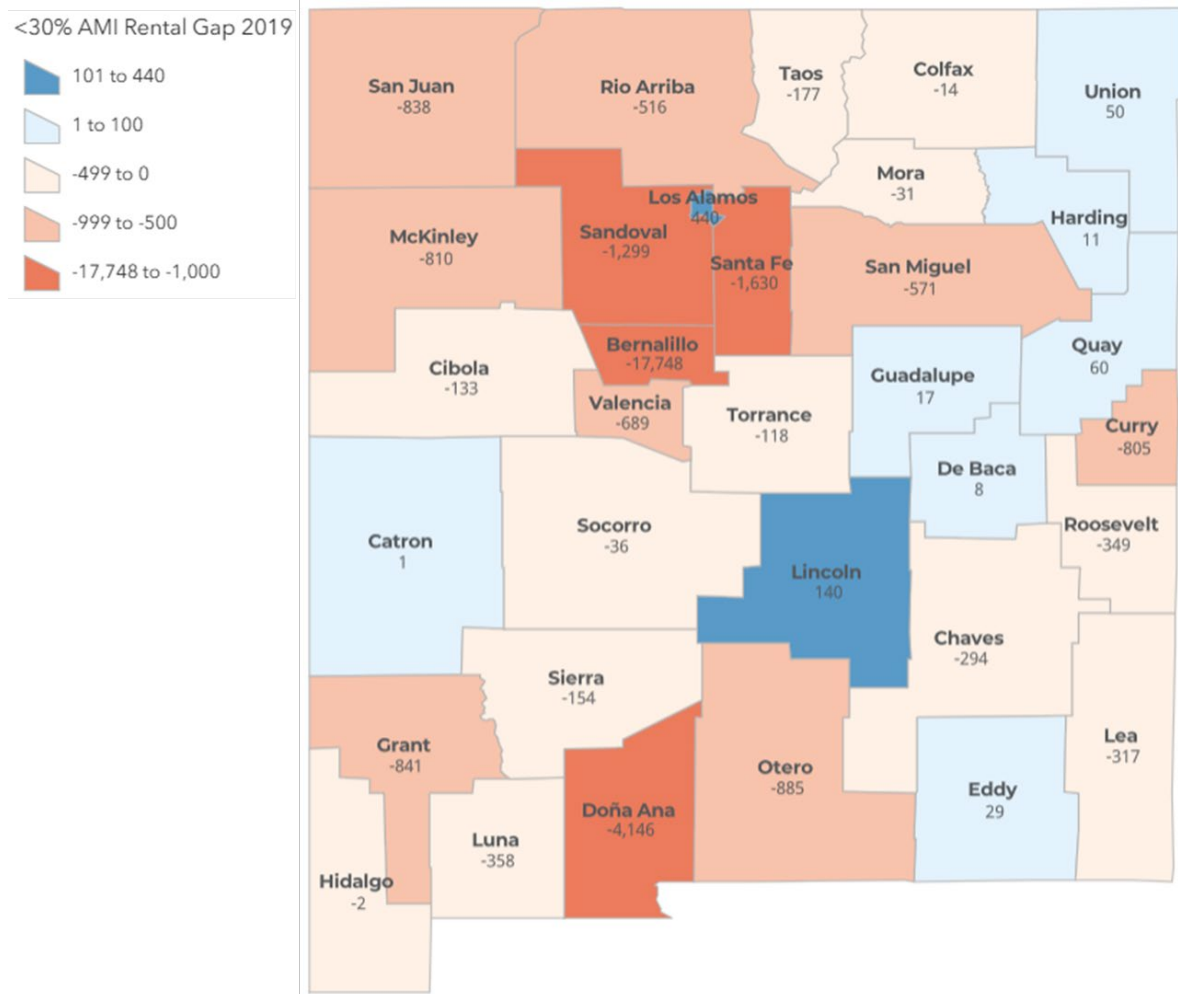 <30% AMI Rental Gap 2019
101 to 440
1 to 100
-499 to 0
-999 to -500
-17,748 to -1,000
San Juan
-838
Rio Arriba
-516
Taos
-177
Colfax
-14
Union
50
Mora
-31
Los Alamos
440
Harding
11
McKinley
-810
Sandoval
-1,299
Santa Fe
-1,630
San Miguel
-571
Bernalillo
-17,748
Quay
60
Cibola
-133
Guadalupe
17
Valencia
-689
Torrance
-118
Curry
-805
De Baca
8
Catron
1
Socorro
-36
Roosevelt
-349
Lincoln
140
Chaves
-294
Sierra
-154
Grant
-841
Lea
-317
Otero
-885
Eddy
29
Doña Ana
-4,146
Luna
-358
Hidalgo
-2